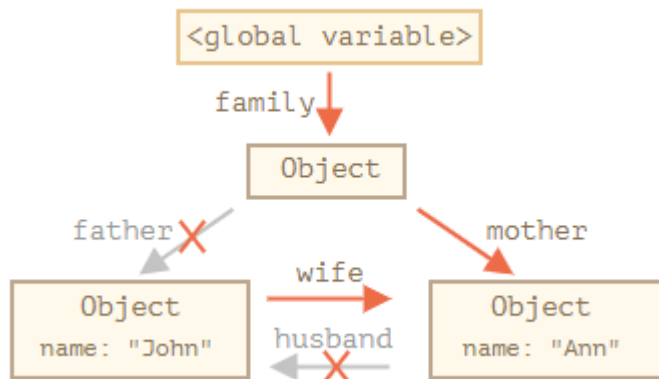 <global variable>
family
Object
father
mother
wife
Object
name: "John"
husband
Object
name: "Ann"